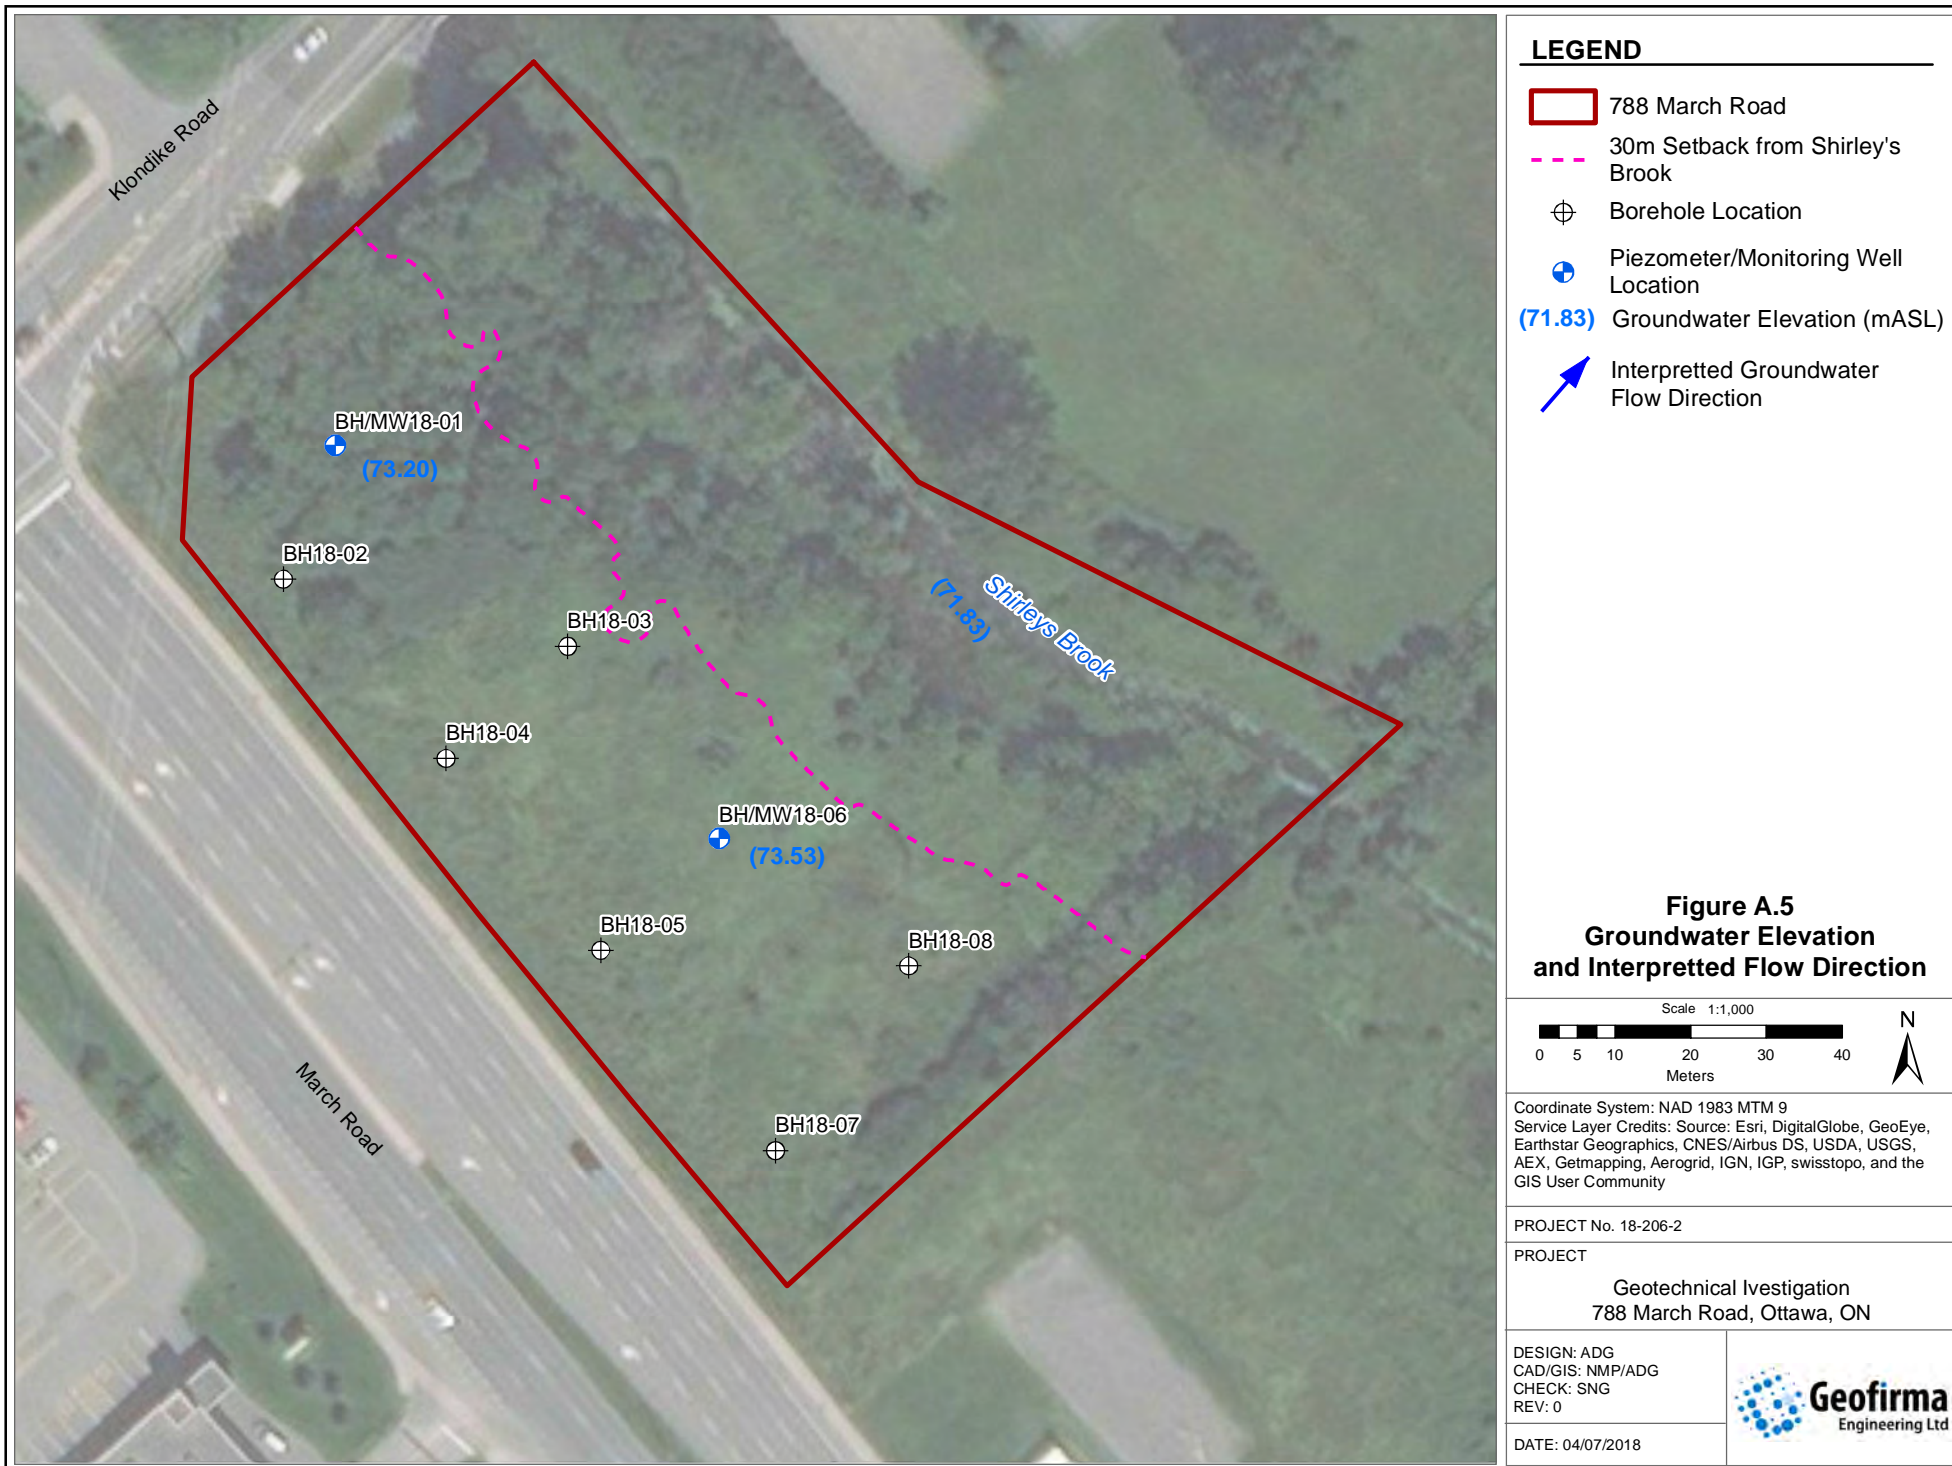 Klondike Road
BH/MW18-01
(73.20)
BH18-02
BH18-03
(71.83)
Shirleys Brook
BH18-04
BH/MW18-06
(73.53)
BH18-05
BH18-08
March Road
BH18-07
LEGEND
788 March Road
30m Setback from Shirley's
Brook
Borehole Location
Piezometer/Monitoring Well
Location
(71.83) Groundwater Elevation (mASL)
Interpretted Groundwater
Flow Direction
Figure A.5
Groundwater Elevation
and Interpretted Flow Direction
Scale 1:1,000
0 5 10 20 30 40
Meters
N
Coordinate System: NAD 1983 MTM 9
Service Layer Credits: Source: Esri, DigitalGlobe, GeoEye,
Earthstar Geographics, CNES/Airbus DS, USDA, USGS,
AEX, Getmapping, Aerogrid, IGN, IGP, swisstopo, and the
GIS User Community
PROJECT No. 18-206-2
PROJECT
Geotechnical Ivestigation
788 March Road, Ottawa, ON
DESIGN: ADG
CAD/GIS: NMP/ADG
CHECK: SNG
REV: 0
DATE: 04/07/2018
Geofirma
Engineering Ltd